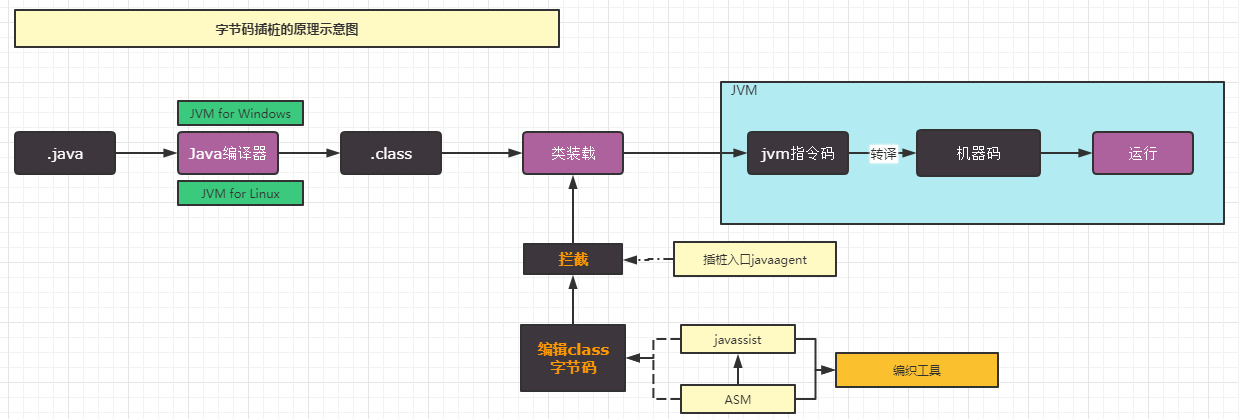 字节码插桩的原理示意图
JVM
JVM for Windows
.java
Java编译器
.class
类装载
jvm指令码
转译
机器码
运行
JVM for Linux
拦截
插桩入口javaagent
编辑class
字节码
javassist
编织工具
ASM